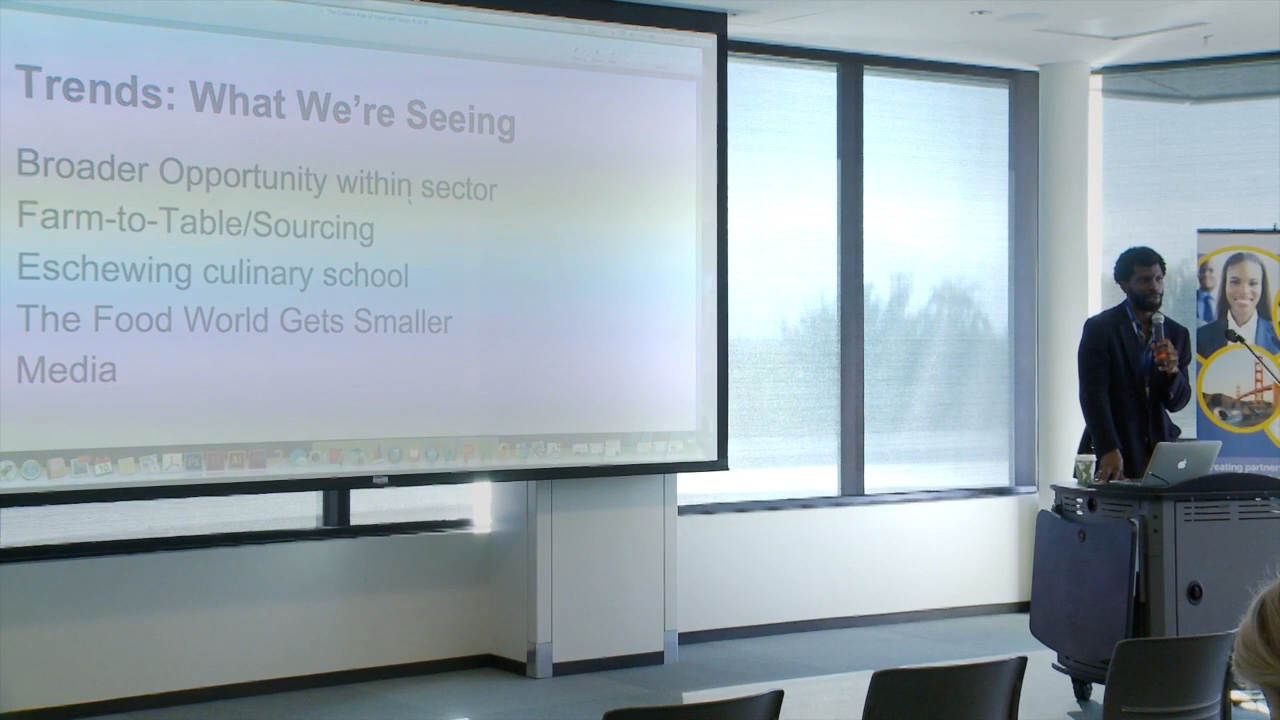 Trends: What We're Seeing
Broader Opportunity within sector
Farm-to-Table/Sourcing
Eschewing culinary school
The Food World Gets Smaller
Media